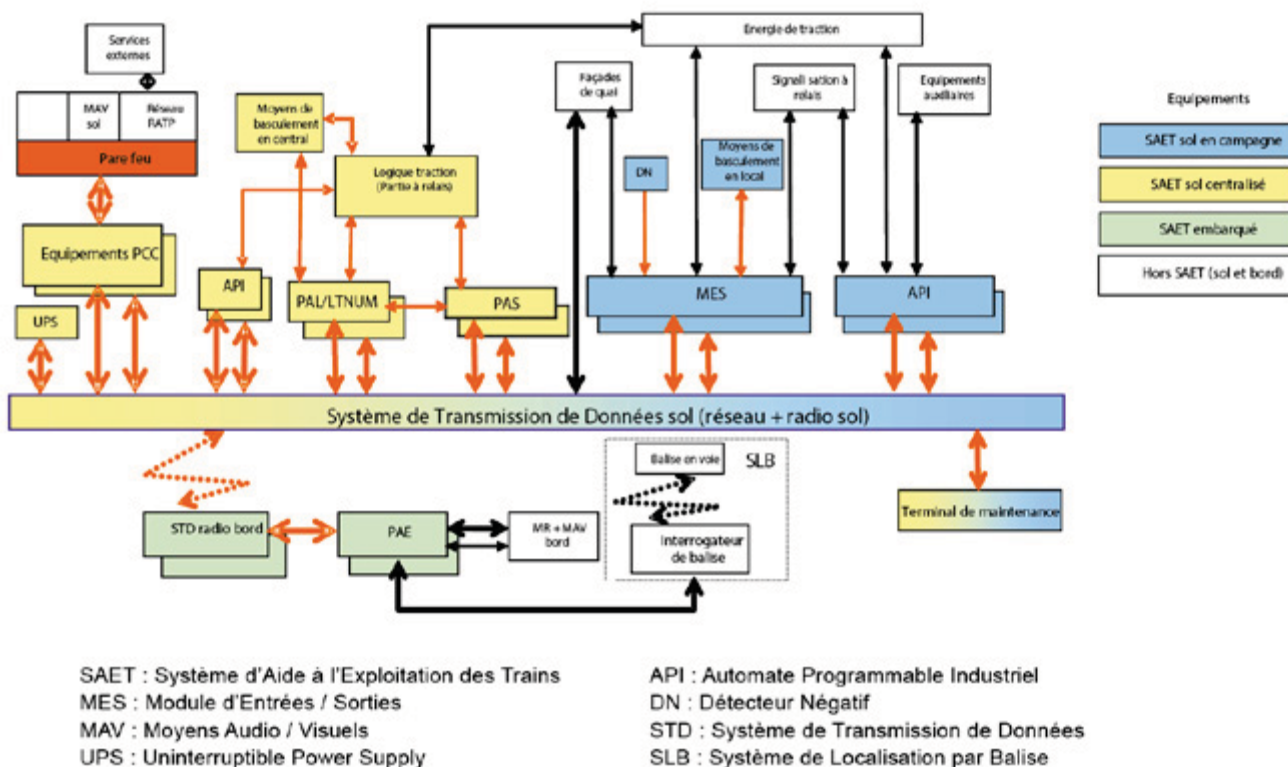 Energie de traction
Services
externes
Façades
de quai
Signalisation à
relais
Equipements
auxiliaires
Equipements
MAV
sol
Réseau
RATP
Moyens de
basculement
en central
Pare feu
Logique traction
(Partie à relais)
DN
Moyens de
basculement
en local
SAET sol en campagne
SAET sol centralisé
SAET embarqué
Hors SAET (sol et bord)
Equipements PCC
API
PAL/LTNUM
PAS
MES
API
UPS
Système de Transmission de Données sol (réseau + radio sol)
Balise en voie
SLB
STD radio bord
PAE
MR + MAV
bord
Interrogateur
de balise
Terminal de maintenance
SAET : Système d'Aide à l'Exploitation des Trains
MES : Module d'Entrées / Sorties
MAV : Moyens Audio / Visuels
UPS : Uninterruptible Power Supply
API : Automate Programmable Industriel
DN : Détecteur Négatif
STD : Système de Transmission de Données
SLB : Système de Localisation par Balise